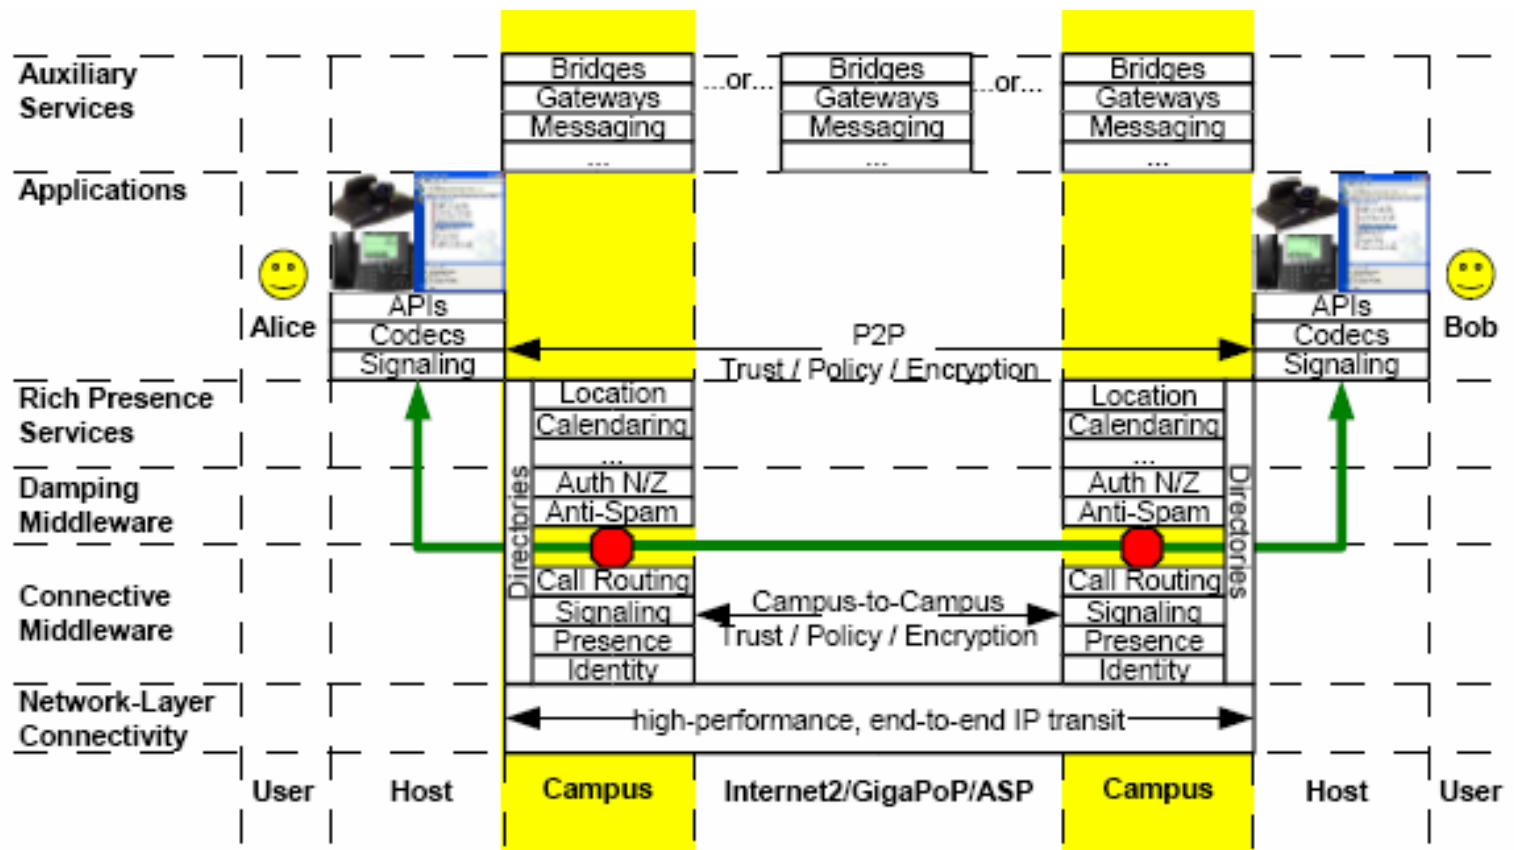 Auxiliary
Services
Bridges
Gateways
Messaging
...
...or...
Bridges
Gateways
Messaging
...
...or...
Bridges
Gateways
Messaging
...
Applications
Alice
APIs
Codecs
Signaling
P2P
Trust / Policy / Encryption
APIs
Codecs
Signaling
Bob
Rich Presence
Services
Location
Calendaring
...
Location
Calendaring
...
Damping
Middleware
Directories
Auth N/Z
Anti-Spam
Auth N/Z
Anti-Spam
Directories
Connective
Middleware
Call Routing
Signaling
Presence
Identity
Campus-to-Campus
Trust / Policy / Encryption
Call Routing
Signaling
Presence
Identity
Network-Layer
Connectivity
high-performance, end-to-end IP transit
User
Host
Campus
Internet2/GigaPoP/ASP
Campus
Host
User